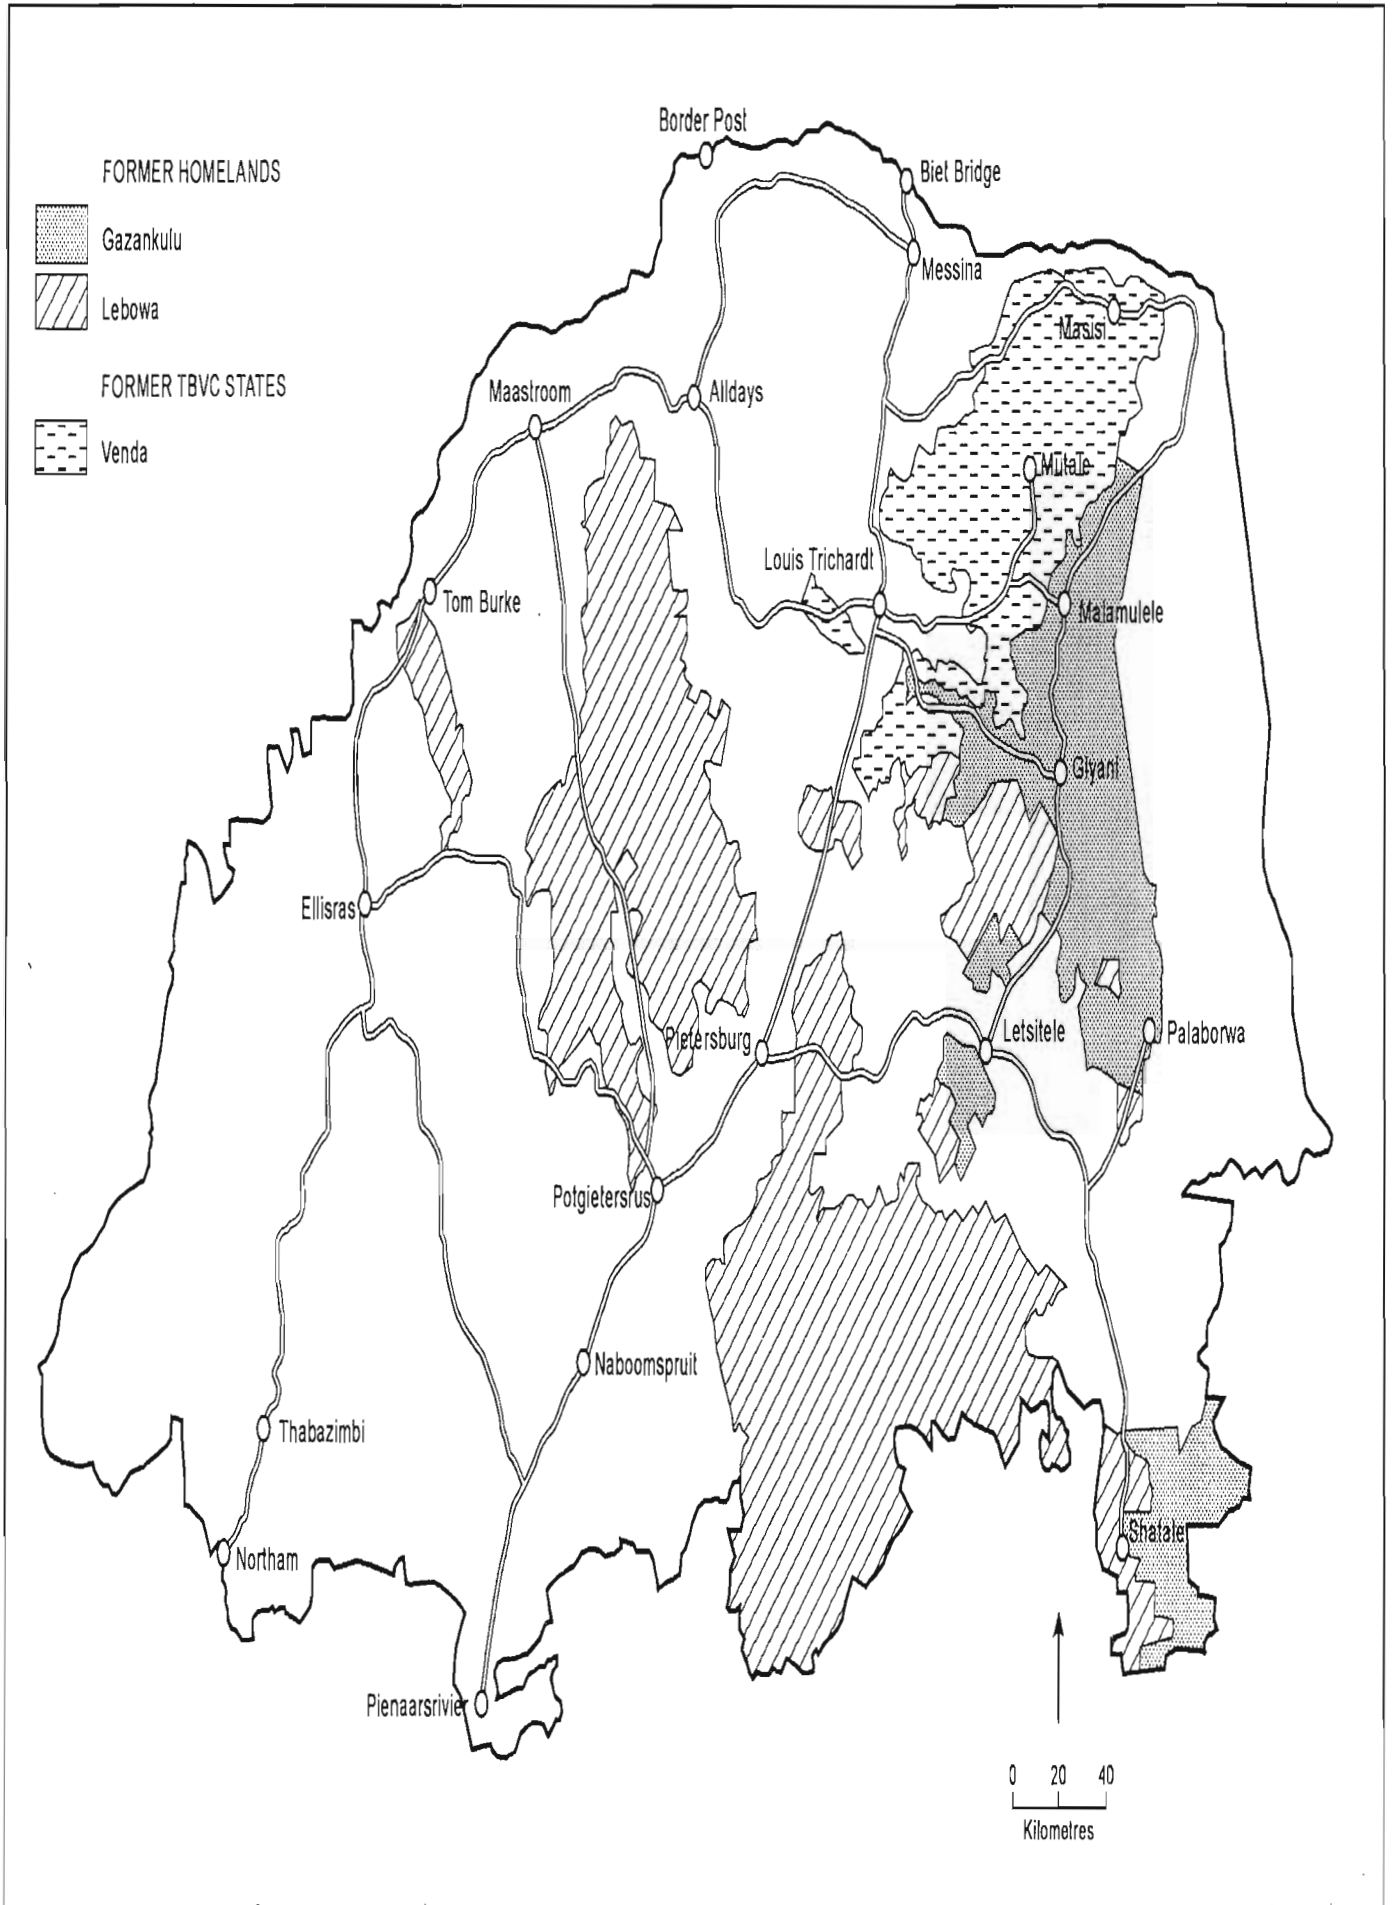 Border Post
FORMER HOMELANDS
Biet Bridge
Gazankulu
Messina
Lebowa
Masisi
FORMER TBVC STATES
Maastroom
Alldays
Venda
Mutale
Louis Trichardt
Tom Burke
Malamulele
Giyani
Ellisras
Pietersburg
Letsitele
Palaborwa
Potgietersrus
Naboomspruit
Thabazimbi
Shatale
Northam
Pienaarsrivier
0 20 40
Kilometres